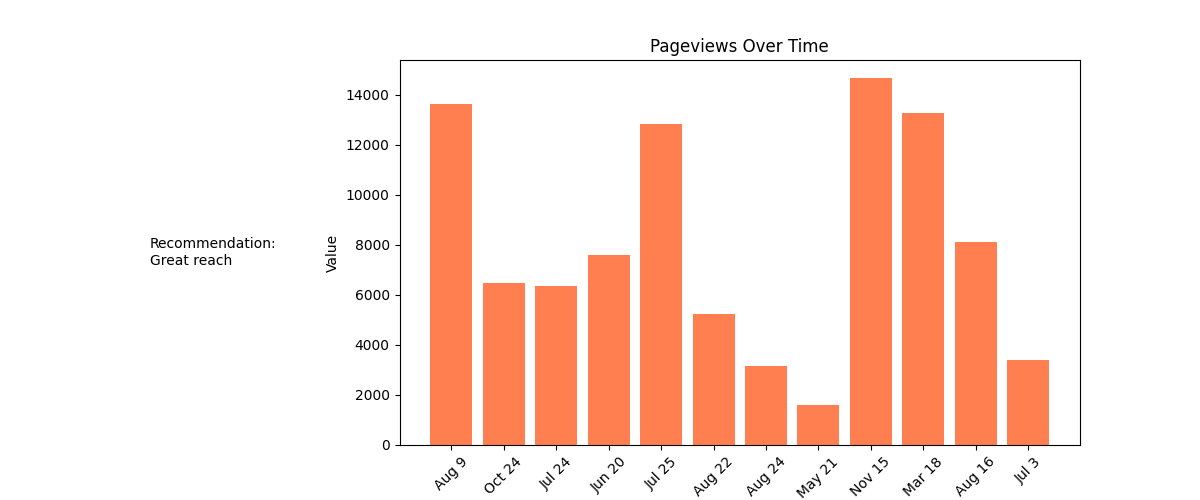 Pageviews Over Time
Recommendation:
Great reach
Value
14000
12000
10000
8000
6000
4000
2000
0
Aug 9
Oct 24
Jul 24
Jun 20
Jul 25
Aug 22
Aug 24
May 21
Nov 15
Mar 18
Aug 16
Jul 3